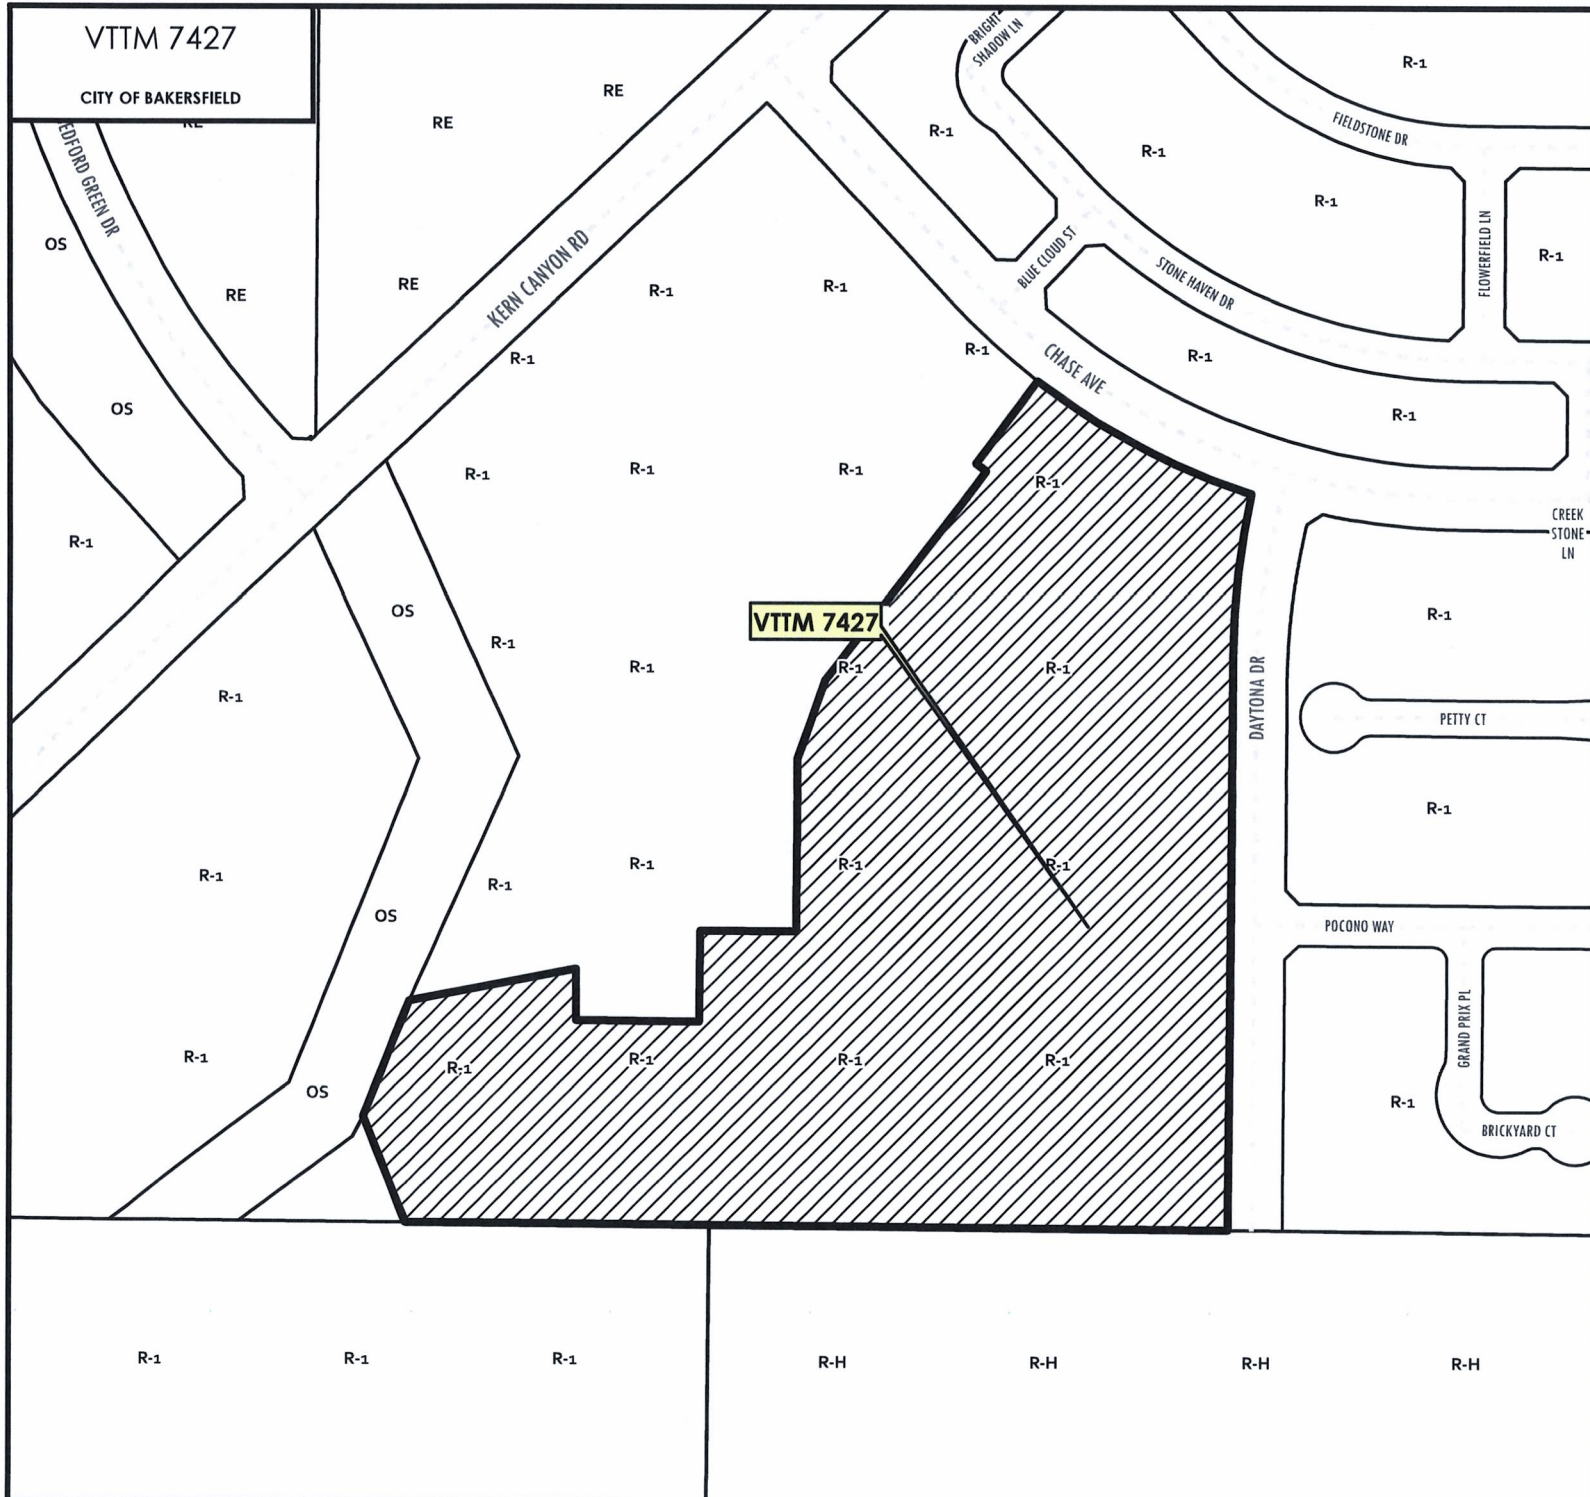 VTTM 7427
CITY OF BAKERSFIELD
BRIGHT
SHADOW LN
R-1
RE
RE
RE
R-1
FIELDSTONE DR
R-1
EDFORD GREEN DR
R-1
FLOWERFIELD LN
OS
BLUE CLOUD ST
R-1
KERN CANYON RD
STONE HAVEN DR
RE
RE
R-1
R-1
R-1
R-1
CHASE AVE
R-1
OS
R-1
R-1
R-1
R-1
R-1
CREEK
STONE
LN
R-1
OS
R-1
VTTM 7427
R-1
R-1
R-1
R-1
R-1
DAYTONA DR
PETTY CT
R-1
R-1
R-1
R-1
R-1
R-1
OS
POCONO WAY
GRAND PRIX PL
R-1
R-1
R-1
R-1
R-1
OS
R-1
BRICKYARD CT
R-1
R-1
R-1
R-H
R-H
R-H
R-H